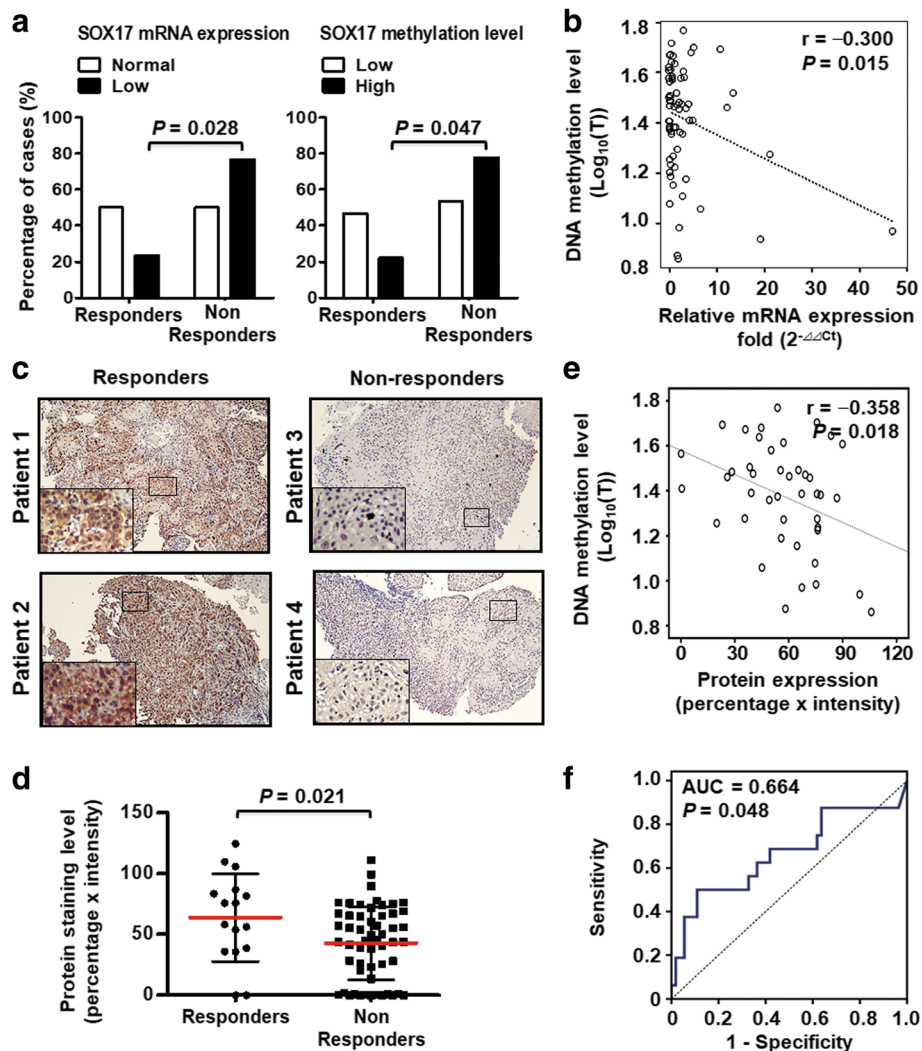 a
SOX17 mRNA expression
Normal
Low
SOX17 methylation level
Low
High
Percentage of cases (%)
100
80
60
40
20
0
P = 0.028
Responders
Non
Responders
100
80
60
40
20
0
P = 0.047
Responders
Non
Responders
b
DNA methylation level
(Log10(T))
1.8
1.6
1.4
1.2
1.0
0.8
r = −0.300
P = 0.015
0
10
20
30
40
50
Relative mRNA expression
fold (2-⊿⊿Ct)
c
Responders
Non-responders
Patient 1
Patient 3
Patient 2
Patient 4
e
DNA methylation level
(Log10(T))
1.8
1.6
1.4
1.2
1.0
0.8
r = −0.358
P = 0.018
0
30
60
90
120
Protein expression
(percentage x intensity)
d
Protein staining level
(percentage x intensity)
150
100
50
0
P = 0.021
Responders
Non
Responders
f
Sensitivity
1.0
0.8
0.6
0.4
0.2
0
AUC = 0.664
P = 0.048
0
0.2
0.4
0.6
0.8
1.0
1 - Specificity